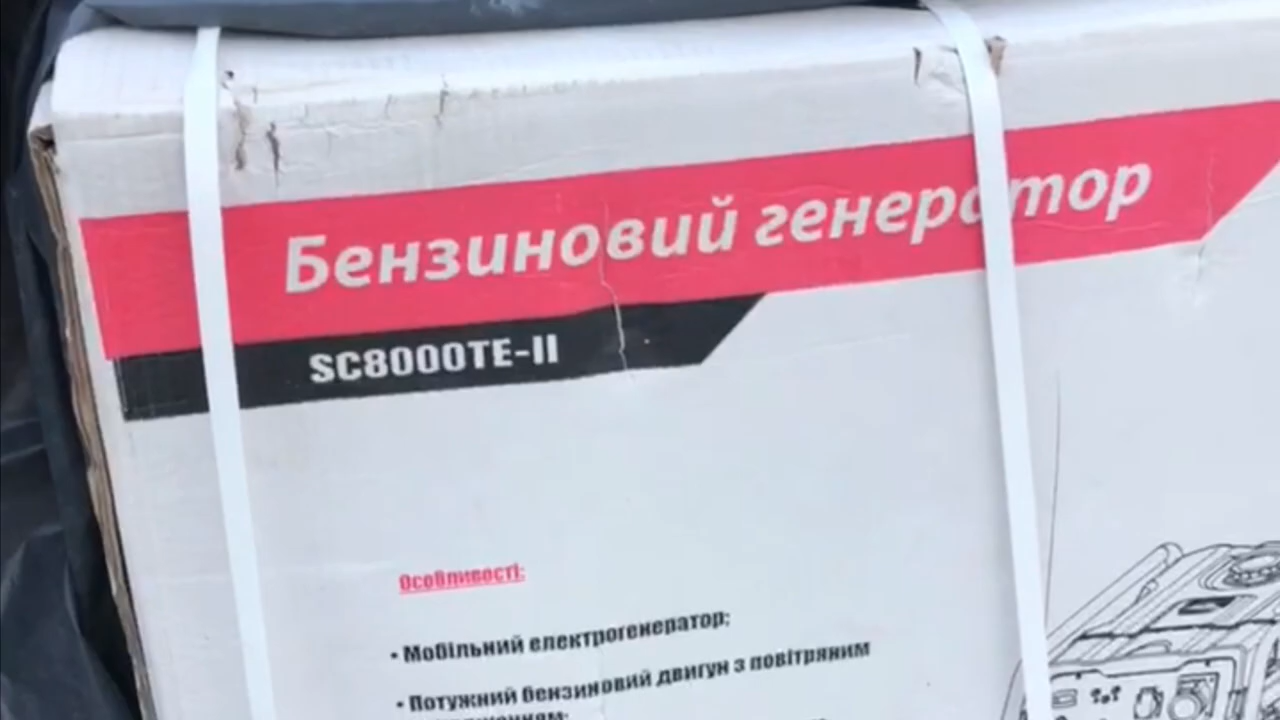 Бензиновий генератор
SC8000TE-II
Особливості:
• Мобільний електрогенератор;
• Потужний бензиновий двигун з повітряним